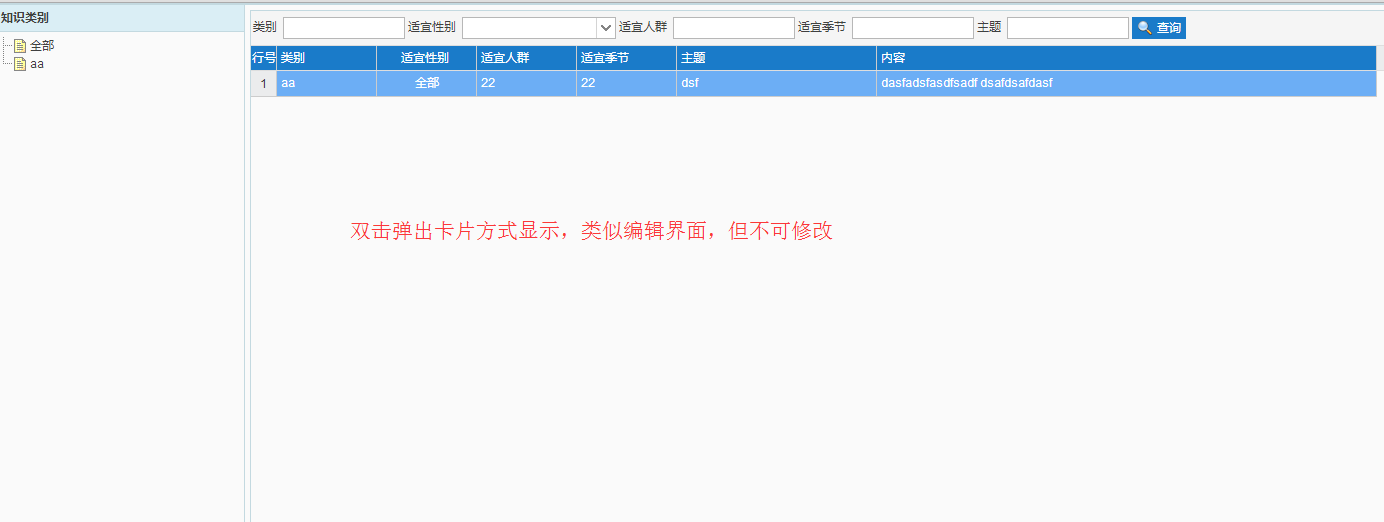 知识类别
全部
aa
类别 适宜性别 适宜人群 适宜季节 主题 查询
行号 类别 适宜性别 适宜人群 适宜季节 主题 内容
1 aa 全部 22 22 dsf dasfadsfasdfsadf dsafdsafdasf
双击弹出卡片方式显示，类似编辑界面，但不可修改